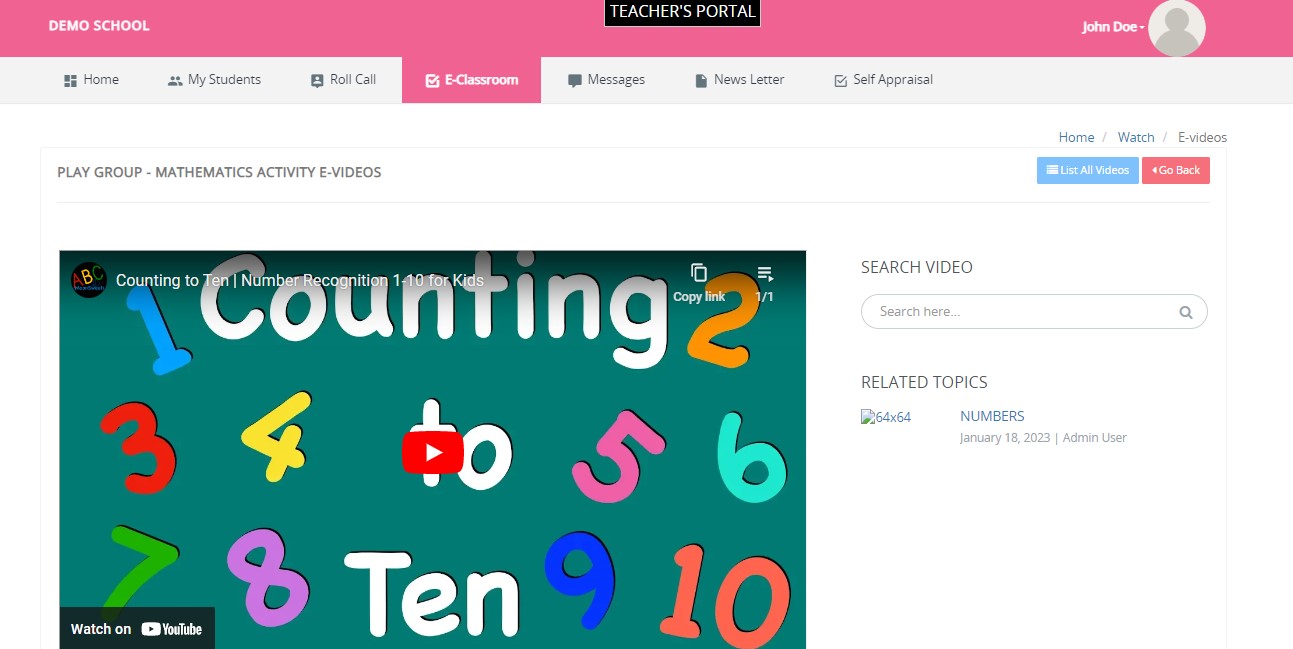 TEACHER'S PORTAL
DEMO SCHOOL
John Doe
Home
My Students
Roll Call
E-Classroom
Messages
News Letter
Self Appraisal
Home / Watch / E-videos
PLAY GROUP - MATHEMATICS ACTIVITY E-VIDEOS
List All Videos
Go Back
ABC
Counting to Ten | Number Recognition 1-10 for Kids
Copy link
1/1
1 Counting 2
3 4 to 5 6
7 8 Ten 9 10
Watch on YouTube
SEARCH VIDEO
Search here...
RELATED TOPICS
64x64
NUMBERS
January 18, 2023 | Admin User